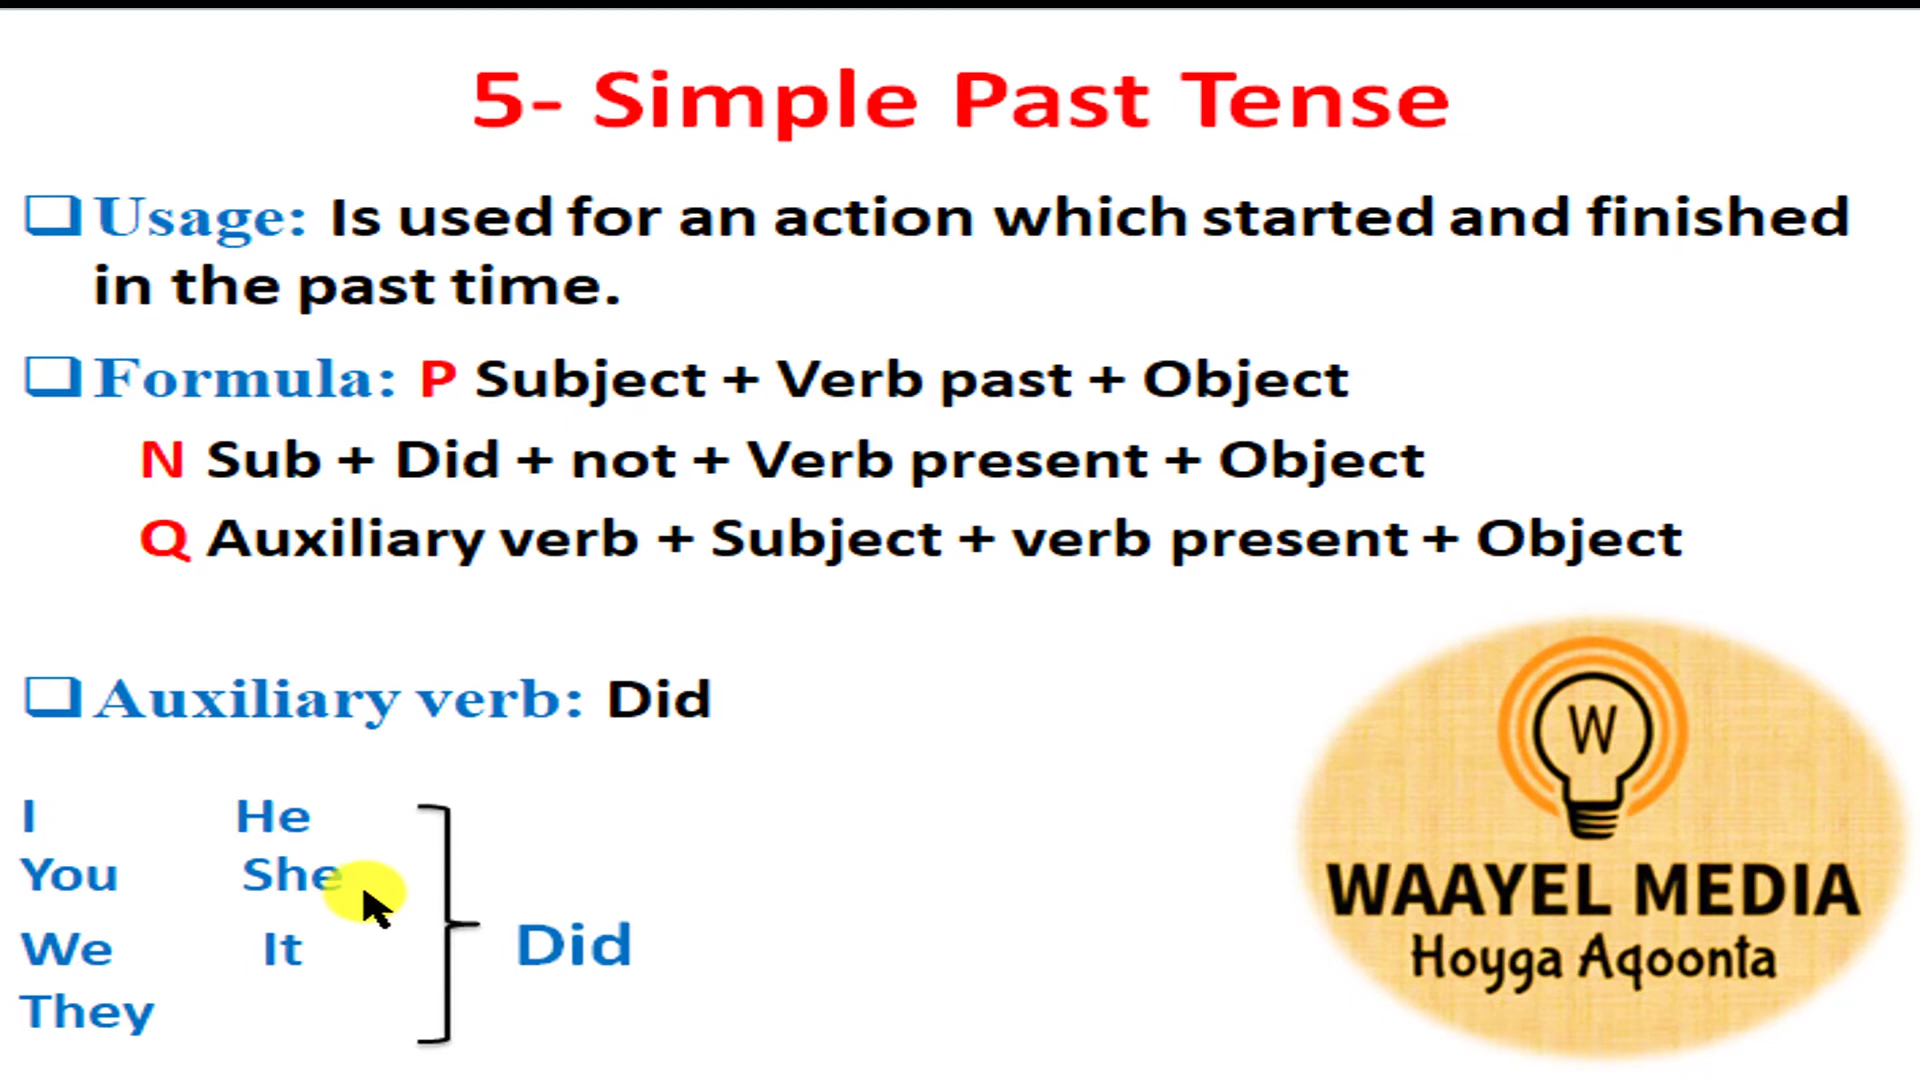 5- Simple Past Tense
Usage: Is used for an action which started and finished
in the past time.
Formula: P Subject + Verb past + Object
N Sub + Did + not + Verb present + Object
Q Auxiliary verb + Subject + verb present + Object
Auxiliary verb: Did
I He
You She
We It
They
Did
W
WAAYEL MEDIA
Hoyga Aqoonta